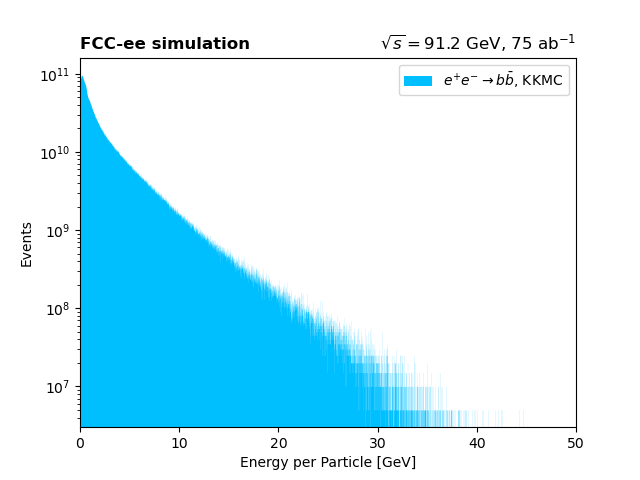 FCC-ee simulation
√s = 91.2 GeV, 75 ab⁻¹
e⁺e⁻ → bb̄, KKMC
10¹¹
10¹⁰
10⁹
10⁸
10⁷
Events
0 10 20 30 40 50
Energy per Particle [GeV]